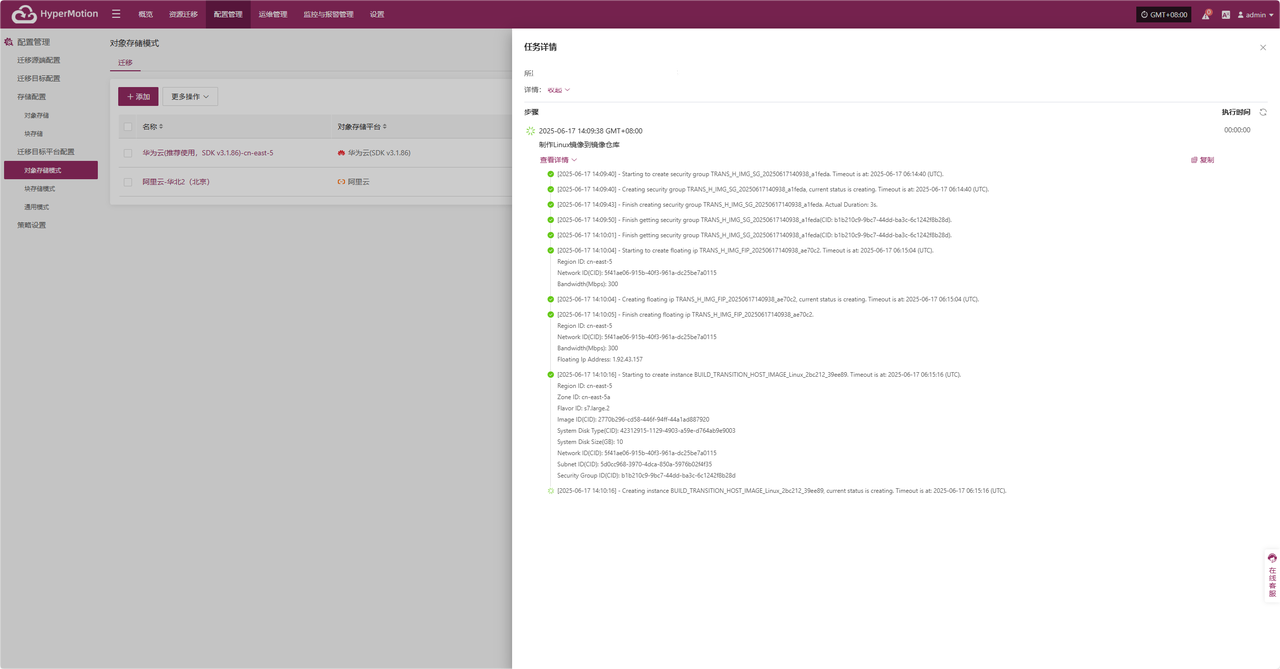 HyperMotion
概览
资源迁移
配置管理
运维管理
监控与报警管理
设置
GMT+08:00
0
admin
配置管理
迁移源端配置
迁移目标配置
存储配置
对象存储
块存储
迁移目标平台配置
对象存储模式
块存储模式
通用模式
策略设置
对象存储模式
迁移
添加
更多操作
名称
对象存储平台
华为云(推荐使用，SDK v3.1.86)-cn-east-5
华为云(SDK v3.1.86)
阿里云-华北2（北京）
阿里云
任务详情
详情： 收起
步骤
执行时间
2025-06-17 14:09:38 GMT+08:00
00:00:00
制作Linux镜像到镜像仓库
查看详情
复制
[2025-06-17 14:09:40] - Starting to create security group TRANS_H_IMG_SG_20250617140938_a1feda. Timeout is at: 2025-06-17 06:14:40 (UTC).
[2025-06-17 14:09:40] - Creating security group TRANS_H_IMG_SG_20250617140938_a1feda, current status is creating. Timeout is at: 2025-06-17 06:14:40 (UTC).
[2025-06-17 14:09:43] - Finish creating security group TRANS_H_IMG_SG_20250617140938_a1feda. Actual Duration: 3s.
[2025-06-17 14:09:50] - Finish getting security group TRANS_H_IMG_SG_20250617140938_a1feda(CID: b1b210c9-9bc7-44dd-ba3c-6c1242f8b28d).
[2025-06-17 14:10:01] - Finish getting security group TRANS_H_IMG_SG_20250617140938_a1feda(CID: b1b210c9-9bc7-44dd-ba3c-6c1242f8b28d).
[2025-06-17 14:10:04] - Starting to create floating ip TRANS_H_IMG_FIP_20250617140938_ae70c2. Timeout is at: 2025-06-17 06:15:04 (UTC).
Region ID: cn-east-5
Network ID(CID): 5f41ae06-915b-40f3-961a-dc25be7a0115
Bandwidth(Mbps): 300
[2025-06-17 14:10:04] - Creating floating ip TRANS_H_IMG_FIP_20250617140938_ae70c2, current status is creating. Timeout is at: 2025-06-17 06:15:04 (UTC).
[2025-06-17 14:10:05] - Finish creating floating ip TRANS_H_IMG_FIP_20250617140938_ae70c2.
Region ID: cn-east-5
Network ID(CID): 5f41ae06-915b-40f3-961a-dc25be7a0115
Bandwidth(Mbps): 300
Floating Ip Address: 1.92.43.157
[2025-06-17 14:10:16] - Starting to create instance BUILD_TRANSITION_HOST_IMAGE_Linux_2bc212_39ee89. Timeout is at: 2025-06-17 06:15:16 (UTC).
Region ID: cn-east-5
Zone ID: cn-east-5a
Flavor ID: s7.large.2
Image ID(CID): 2770b296-cd58-446f-94ff-44a1ad887920
System Disk Type(CID): 42312915-1129-4903-a59e-d764ab9e9003
System Disk Size(GB): 10
Network ID(CID): 5f41ae06-915b-40f3-961a-dc25be7a0115
Subnet ID(CID): 5d0cc968-3970-4dca-850a-5976b02f4f35
Security Group ID(CID): b1b210c9-9bc7-44dd-ba3c-6c1242f8b28d
[2025-06-17 14:10:16] - Creating instance BUILD_TRANSITION_HOST_IMAGE_Linux_2bc212_39ee89, current status is creating. Timeout is at: 2025-06-17 06:15:16 (UTC).
在线客服